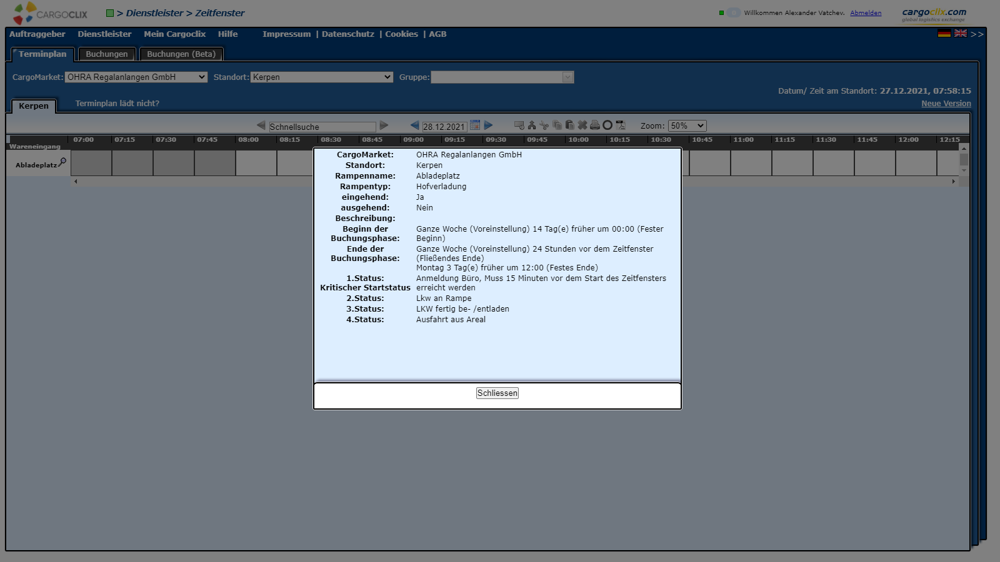 CARGOCLIX > Dienstleister > Zeitfenster Willkommen Alexander Vatchev. Abmelden cargoclix.com
global logistics exchange
Auftraggeber Dienstleister Mein Cargoclix Hilfe Impressum | Datenschutz | Cookies | AGB >>
Terminplan Buchungen Buchungen (Beta)
CargoMarket: OHRA Regalanlangen GmbH Standort: Kerpen Gruppe:
Datum/ Zeit am Standort: 27.12.2021, 07:58:15
Kerpen Terminplan lädt nicht? Neue Version
Schnellsuche 28.12.2021 Zoom: 50%
07:00 07:15 07:30 07:45 08:00 08:15 08:30 08:45 09:00 09:15 09:30 09:45 10:00 10:15 10:30 10:45 11:00 11:15 11:30 11:45 12:00 12:15
Wareneingang
Abladeplatz
CargoMarket: OHRA Regalanlangen GmbH
Standort: Kerpen
Rampenname: Abladeplatz
Rampentyp: Hofverladung
eingehend: Ja
ausgehend: Nein
Beschreibung:
Beginn der Buchungsphase: Ganze Woche (Voreinstellung) 14 Tag(e) früher um 00:00 (Fester
Beginn)
Ende der Buchungsphase: Ganze Woche (Voreinstellung) 24 Stunden vor dem Zeitfenster
(Fließendes Ende)
Montag 3 Tag(e) früher um 12:00 (Festes Ende)
1.Status: Anmeldung Büro, Muss 15 Minuten vor dem Start des Zeitfensters
Kritischer Startstatus erreicht werden
2.Status: Lkw an Rampe
3.Status: LKW fertig be- /entladen
4.Status: Ausfahrt aus Areal
Schliessen